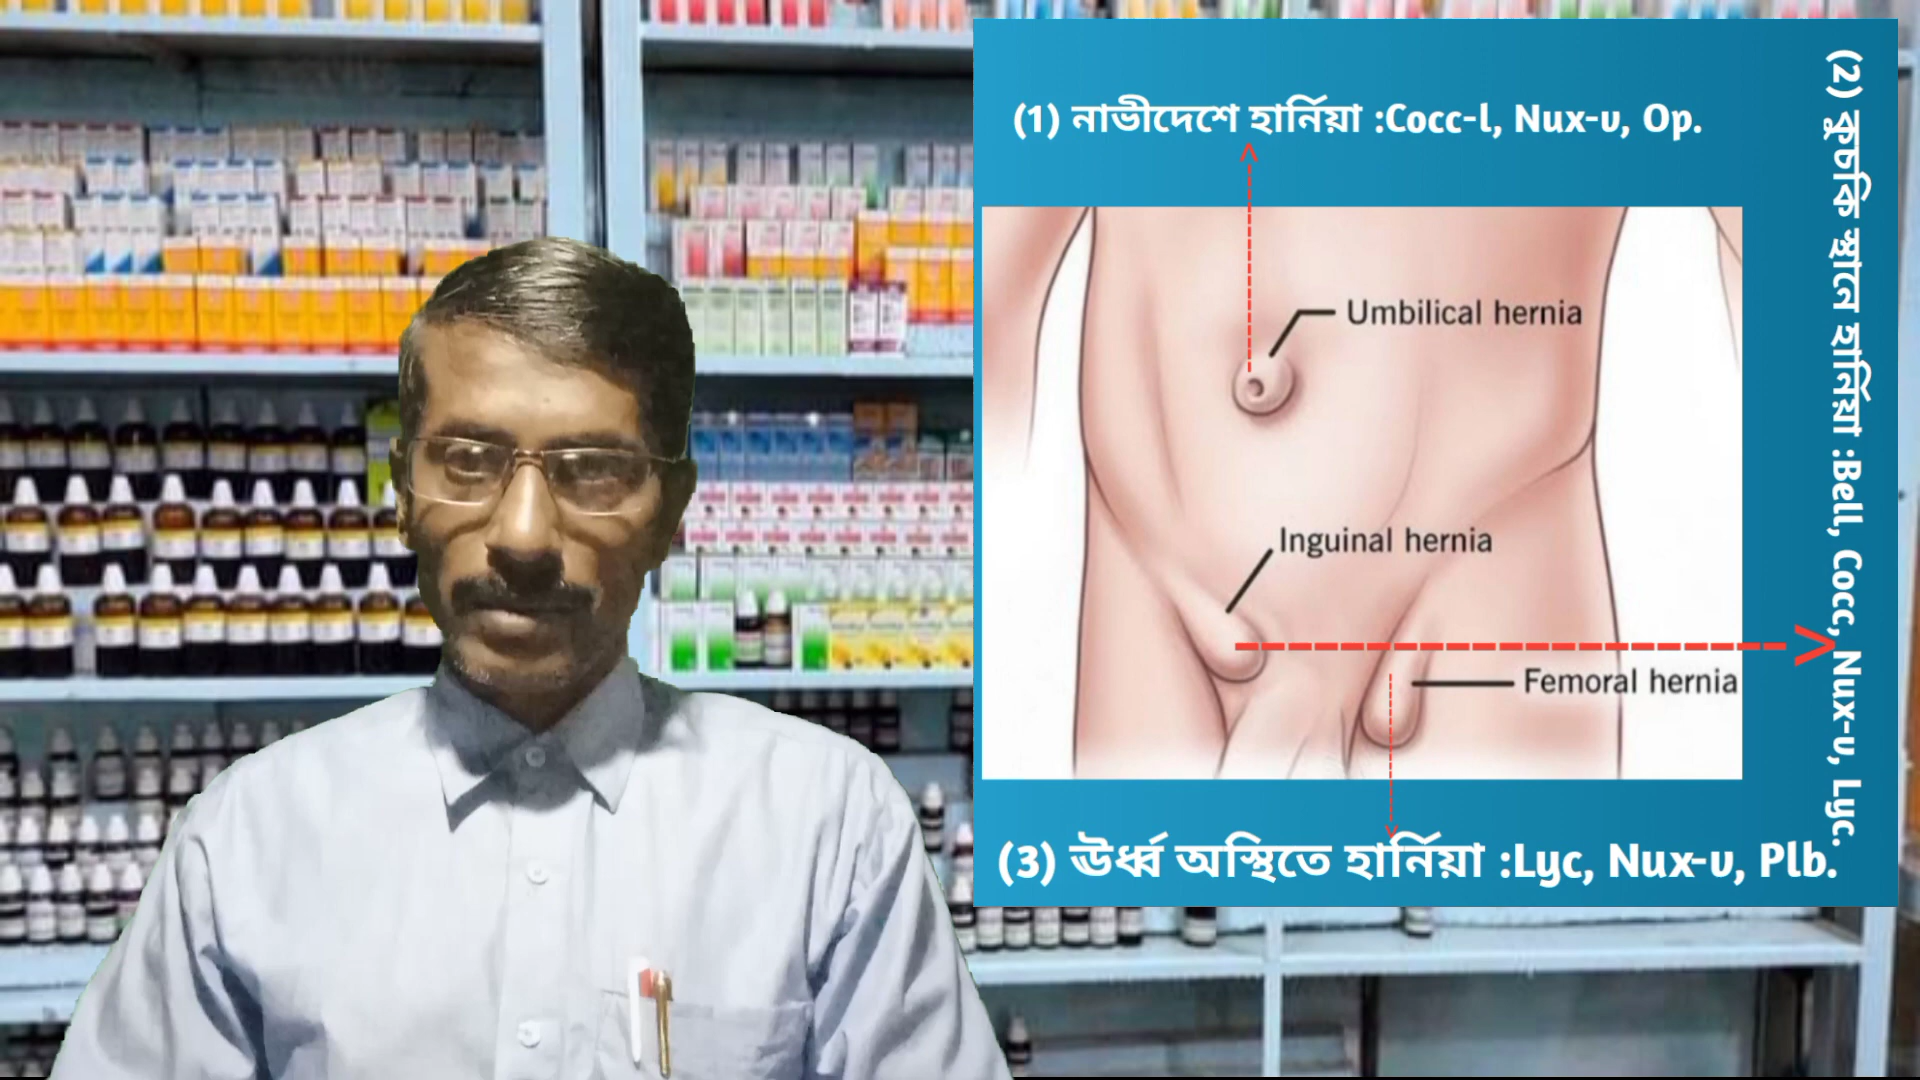 (1) নাভীদেশে হার্নিয়া :Cocc-l, Nux-v, Op.
(2) কুচকি স্থানে হার্নিয়া :Bell, Cocc, Nux-v, Lyc.
Umbilical hernia
Inguinal hernia
Femoral hernia
(3) ঊর্ধ্ব অস্থিতে হার্নিয়া :Lyc, Nux-v, Plb.